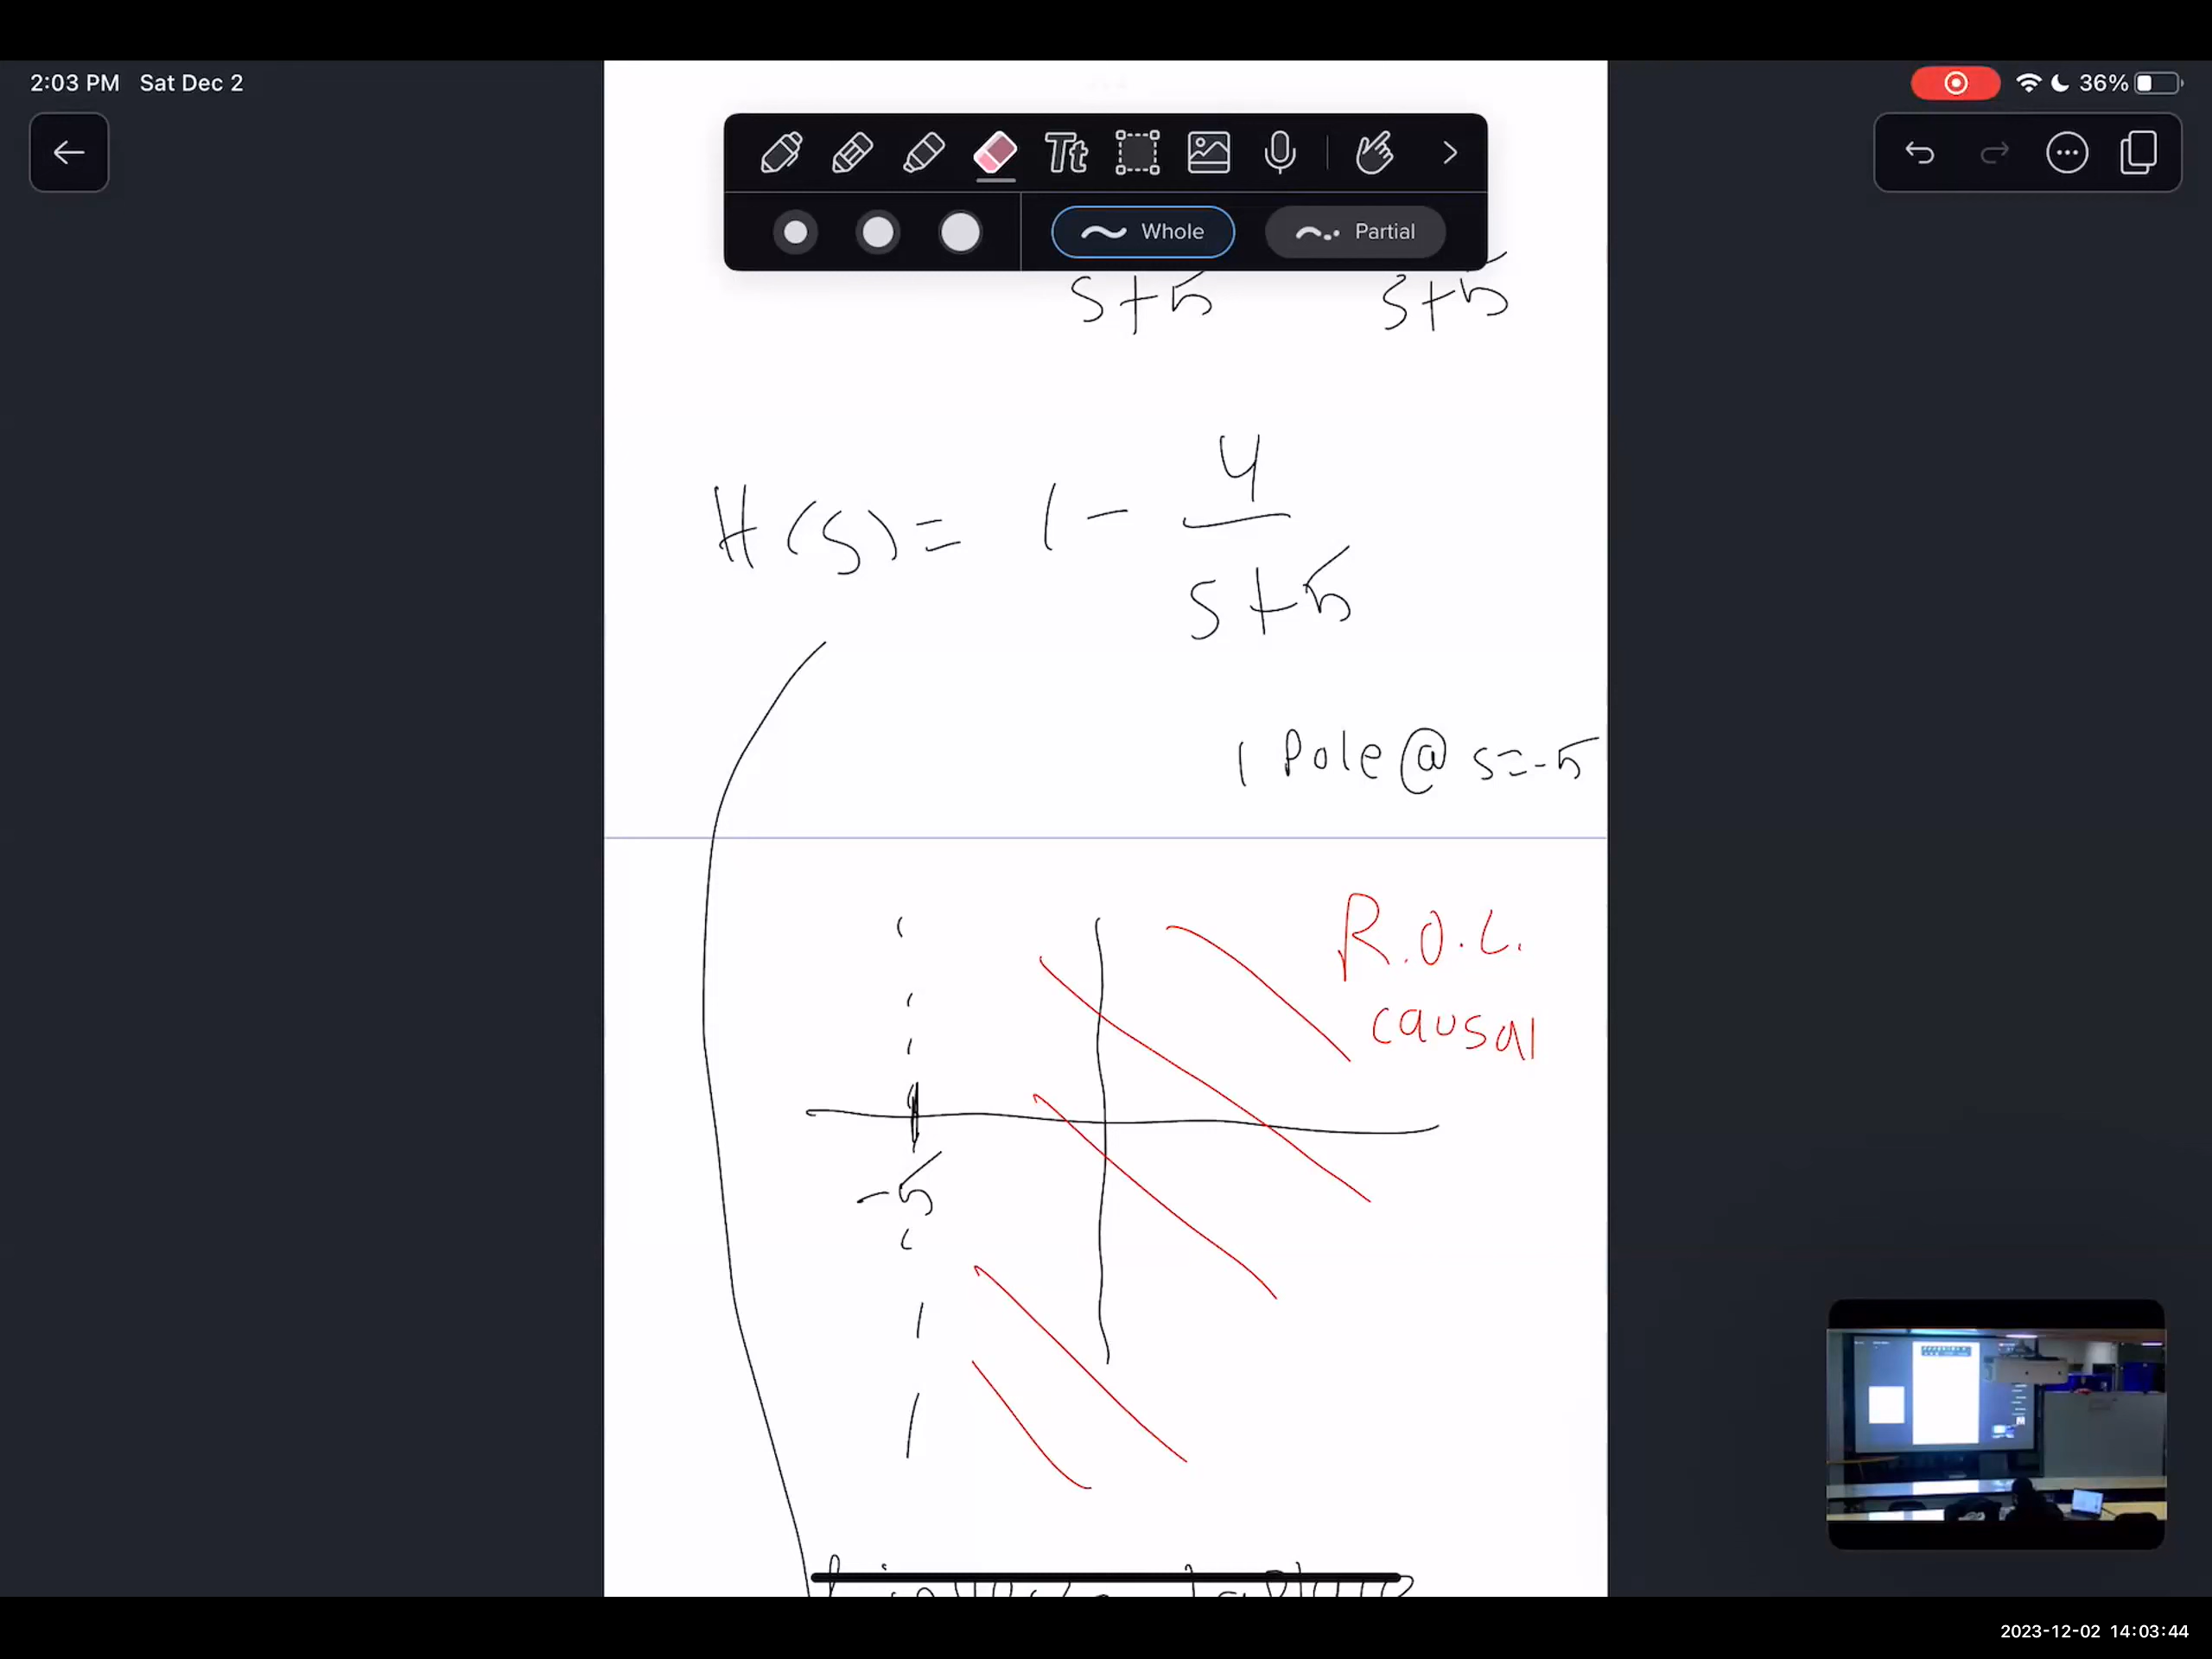 2:03 PM Sat Dec 2
36%
Tt
Whole Partial
s+5 s+5
4
H(s)= 1 - ―
s+5
1 Pole @ s=-5
R.O.C.
causal
-5
2023-12-02 14:03:44